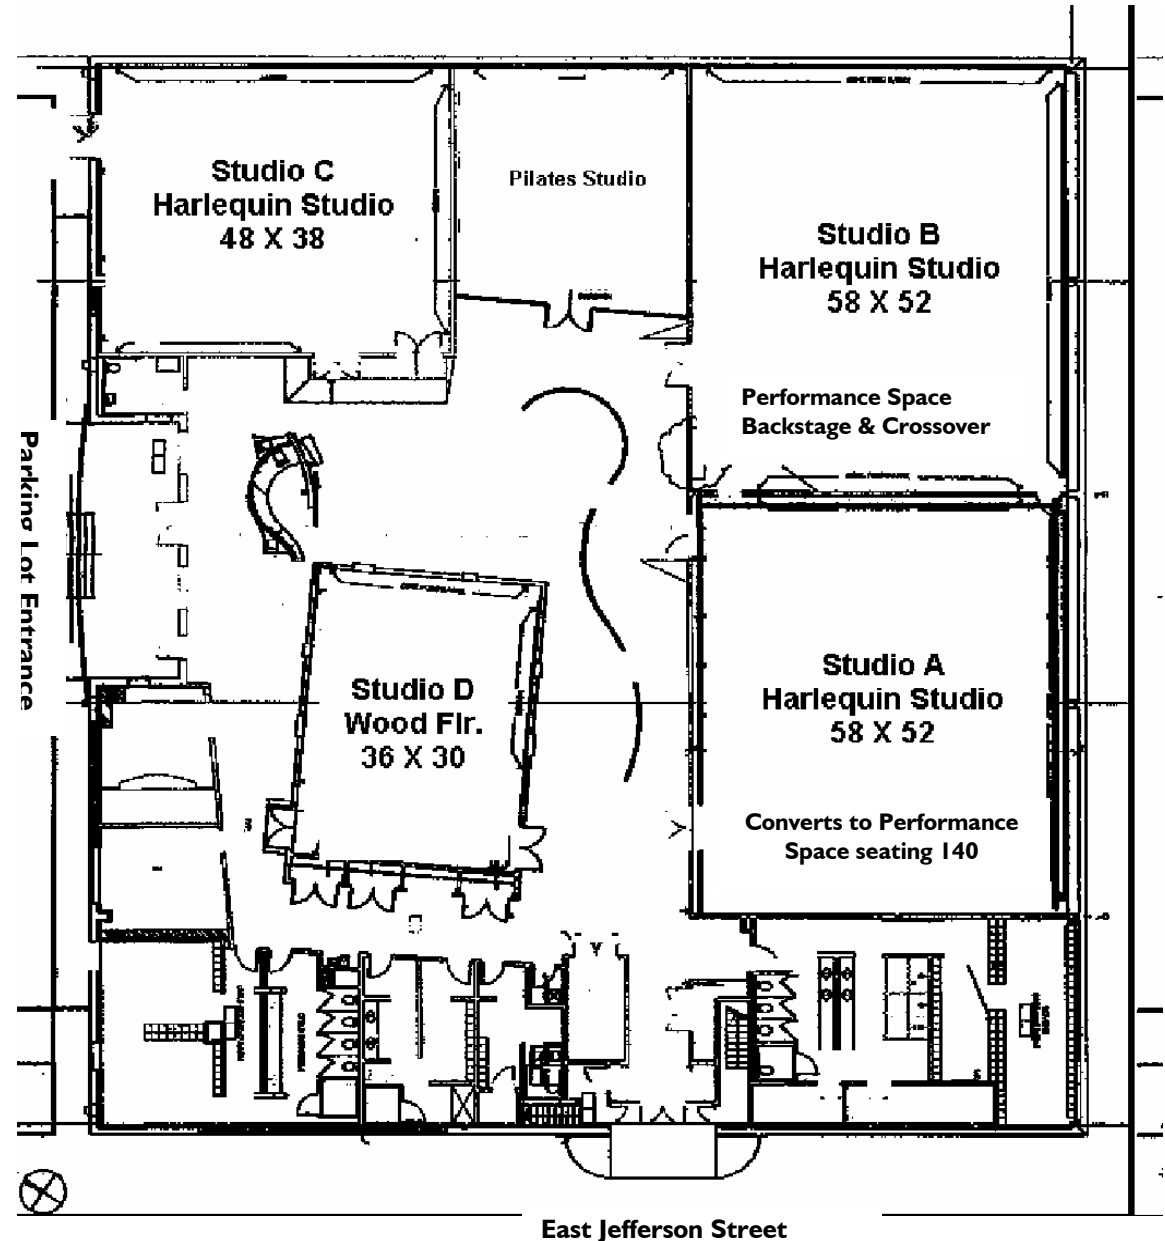 Studio C
Harlequin Studio
48 X 38
Pilates Studio
Studio B
Harlequin Studio
58 X 52
Performance Space
Backstage & Crossover
Parking Lot Entrance
Studio D
Wood Flr.
36 X 30
Studio A
Harlequin Studio
58 X 52
Converts to Performance
Space seating 140
East Jefferson Street